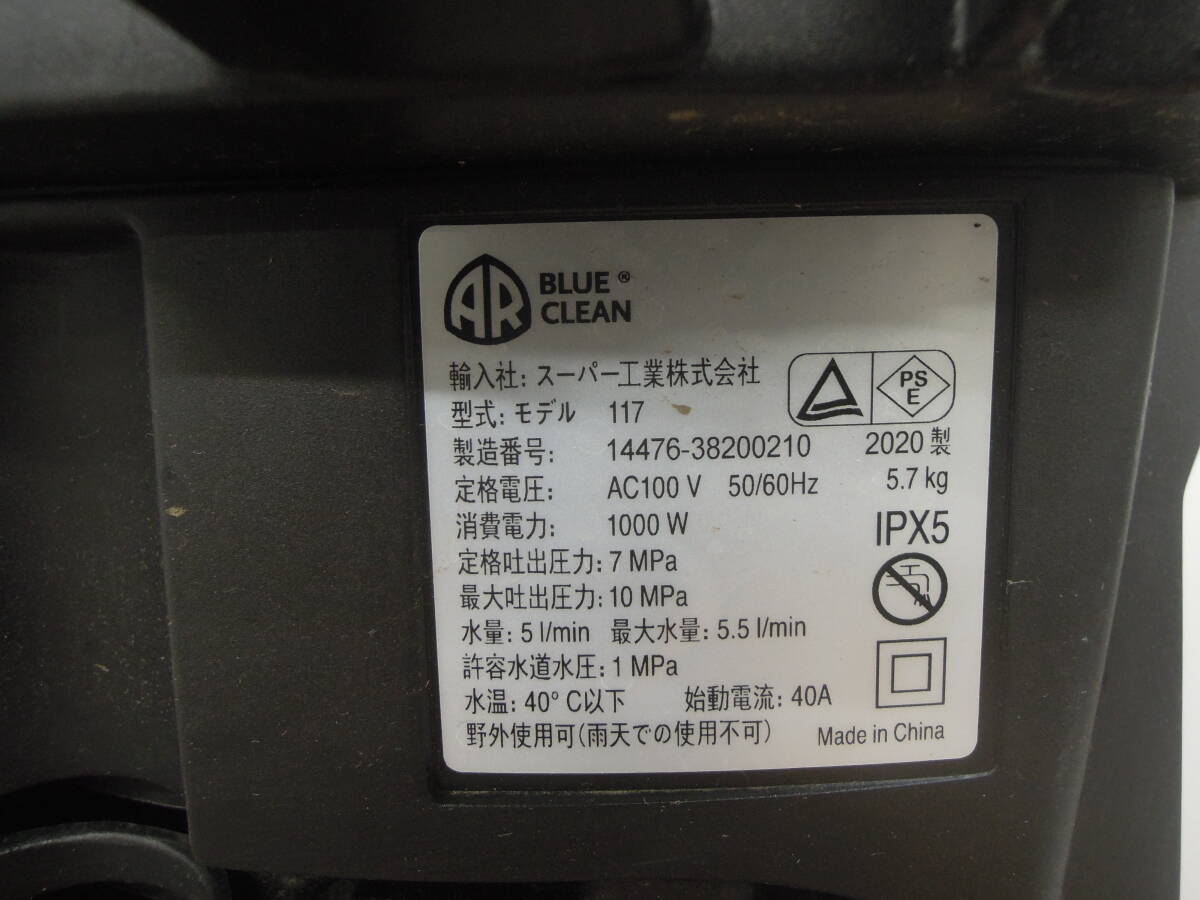 AR BLUE®
CLEAN
輸入社: スーパー工業株式会社
型式: モデル 117
PS
E
製造番号: 14476-38200210 2020 製
定格電圧: AC100 V 50/60Hz 5.7 kg
消費電力: 1000 W
IPX5
定格吐出圧力: 7 MPa
最大吐出圧力: 10 MPa
水量: 5 l/min 最大水量: 5.5 l/min
許容水道水圧: 1 MPa
水温: 40° C以下 始動電流: 40A
野外使用可(雨天での使用不可) Made in China